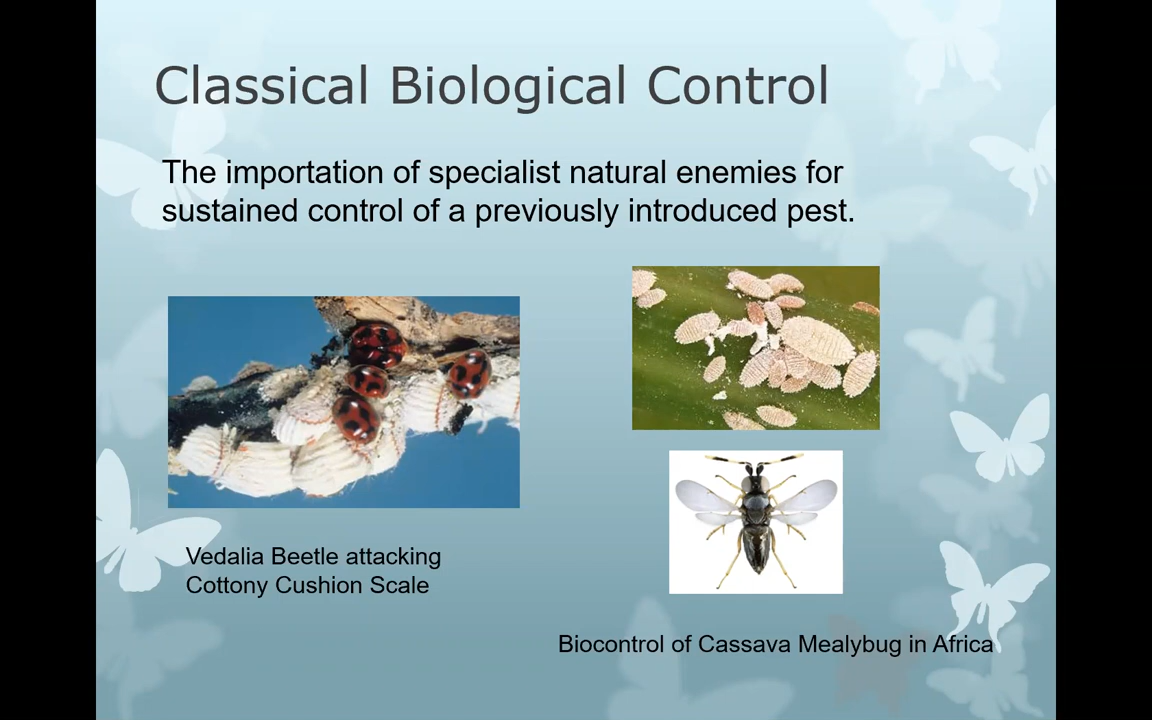 Classical Biological Control
The importation of specialist natural enemies for
sustained control of a previously introduced pest.
Vedalia Beetle attacking
Cottony Cushion Scale
Biocontrol of Cassava Mealybug in Africa